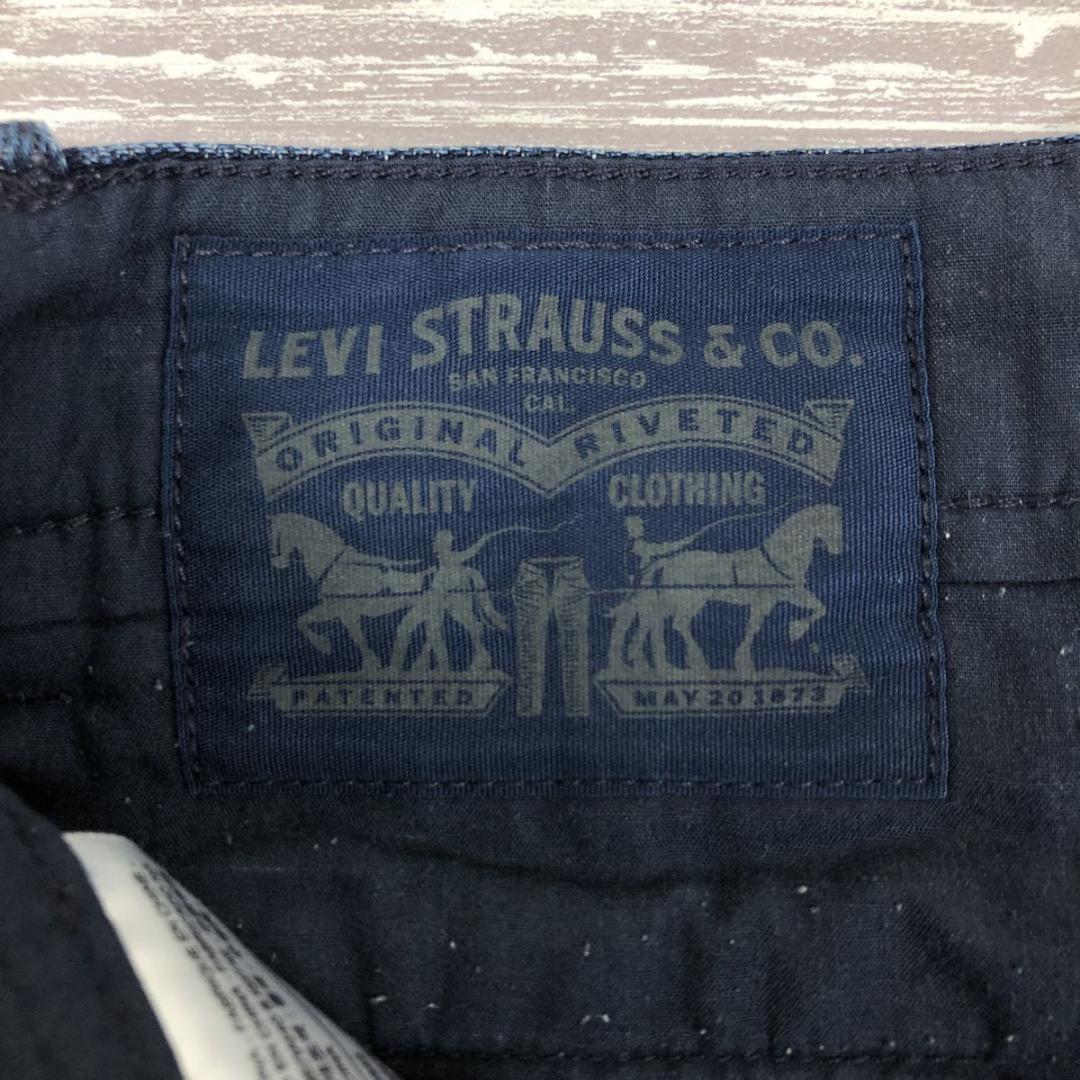 LEVI STRAUSS & CO.
SAN FRANCISCO
CAL.
ORIGINAL RIVETED
QUALITY CLOTHING
PATENTED MAY 20 1873